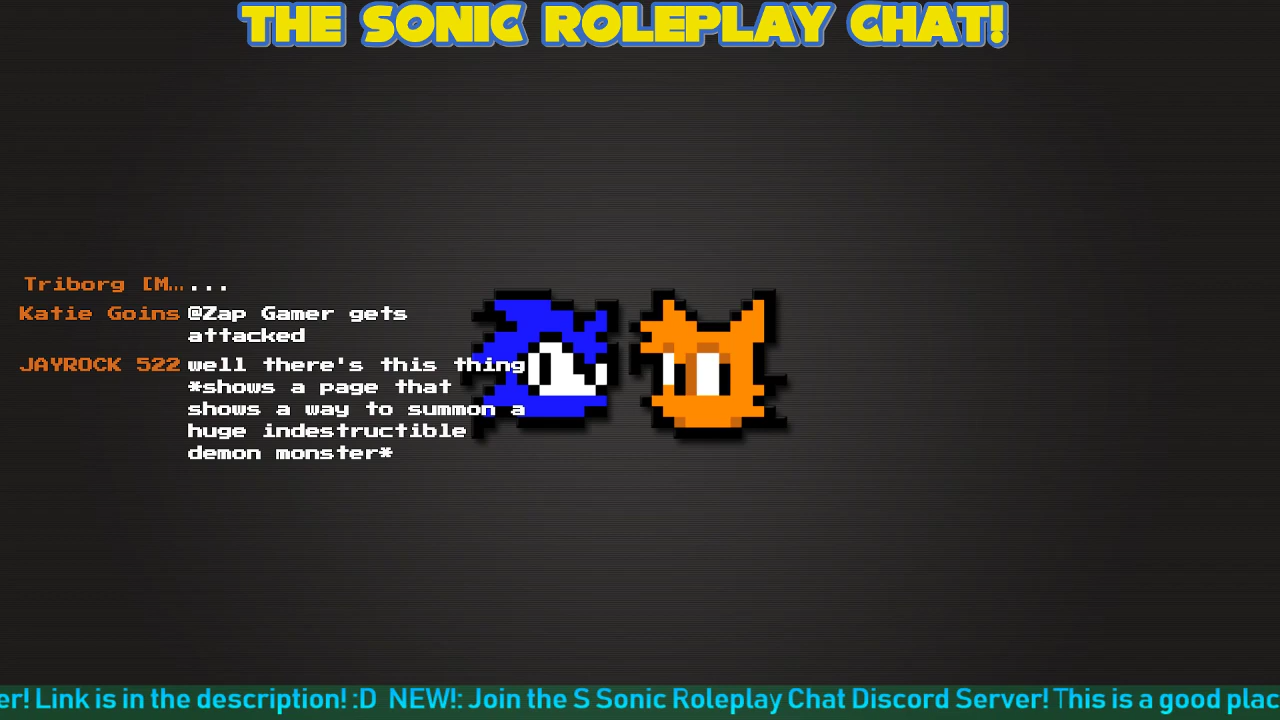 THE SONIC ROLEPLAY CHAT!
Triborg [M… ...
Katie Goins @Zap Gamer gets
attacked
JAYROCK 522 well there's this thing
*shows a page that
shows a way to summon a
huge indestructible
demon monster*
er! Link is in the description! :D NEW!: Join the S Sonic Roleplay Chat Discord Server! This is a good plac